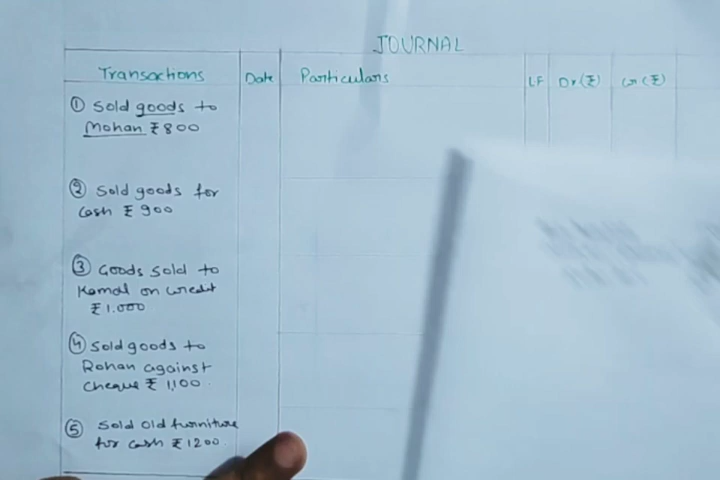 JOURNAL
Transactions Date Particulars LF Dr(₹) Cr(₹)
① Sold goods to
Mohan ₹800
② Sold goods for
Cash ₹900
③ Goods sold to
Kamal on credit
₹1,000
④ Sold goods to
Rohan against
cheque ₹1,100.
⑤ Sold old furniture
for cash ₹1200.